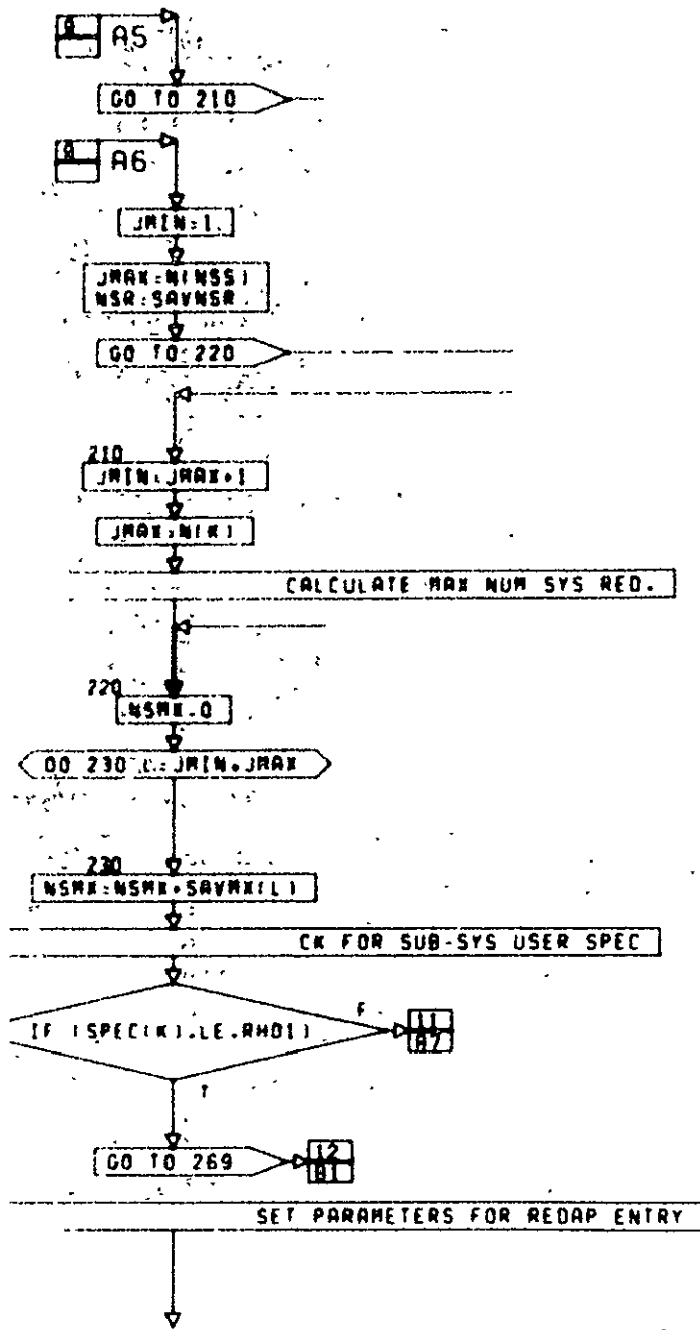 A5
GO TO 210
A6
JMIN=1
JMAX=N(NSS)
NSR=SAVNSR
GO TO 220
210
JMIN=JMAX+1
JMAX=N(K)
CALCULATE MAX NUM SYS RED.
220
NSMX=0
DO 230 L=JMIN,JMAX
230
NSMX=NSMX+SAVMX(L)
CK FOR SUB-SYS USER SPEC
IF (SPEC(K).LE.RHO1)
F
11
A7
T
GO TO 269
12
A1
SET PARAMETERS FOR REDAP ENTRY